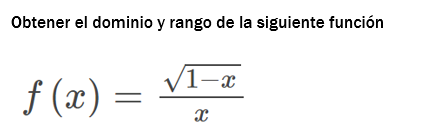 Obtener el dominio y rango de la siguiente función
f (x) = √1−x / x